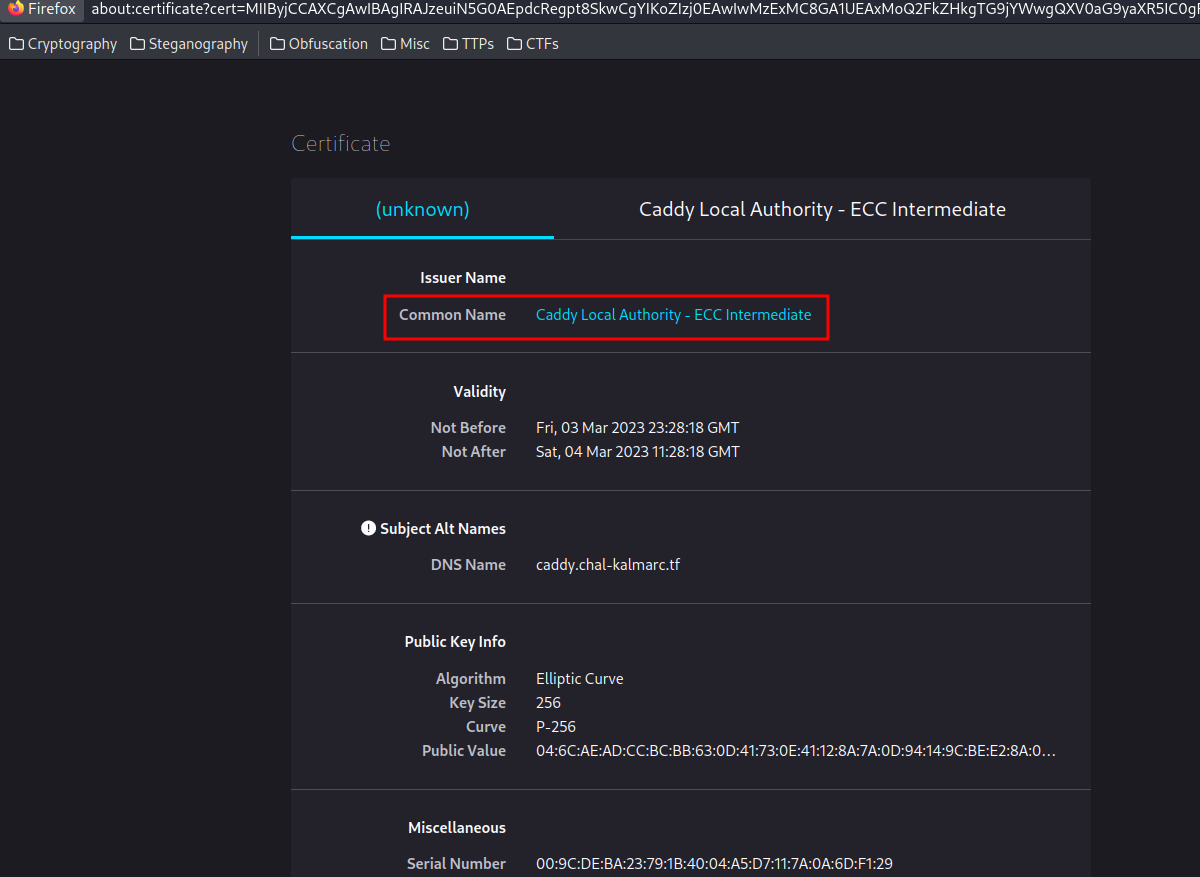 Firefox about:certificate?cert=MIIByjCCAXCgAwIBAgIRAJzeuiN5G0AEpdcRegpt8SkwCgYIKoZIzj0EAwIwMzExMC8GA1UEAxMoQ2FkZHkgTG9jYWwgQXV0aG9yaXR5IC0gR
Cryptography Steganography Obfuscation Misc TTPs CTFs
Certificate
(unknown) Caddy Local Authority - ECC Intermediate
Issuer Name
Common Name Caddy Local Authority - ECC Intermediate
Validity
Not Before Fri, 03 Mar 2023 23:28:18 GMT
Not After Sat, 04 Mar 2023 11:28:18 GMT
Subject Alt Names
DNS Name caddy.chal-kalmarc.tf
Public Key Info
Algorithm Elliptic Curve
Key Size 256
Curve P-256
Public Value 04:6C:AE:AD:CC:BC:BB:63:0D:41:73:0E:41:12:8A:7A:0D:94:14:9C:BE:E2:8A:0…
Miscellaneous
Serial Number 00:9C:DE:BA:23:79:1B:40:04:A5:D7:11:7A:0A:6D:F1:29